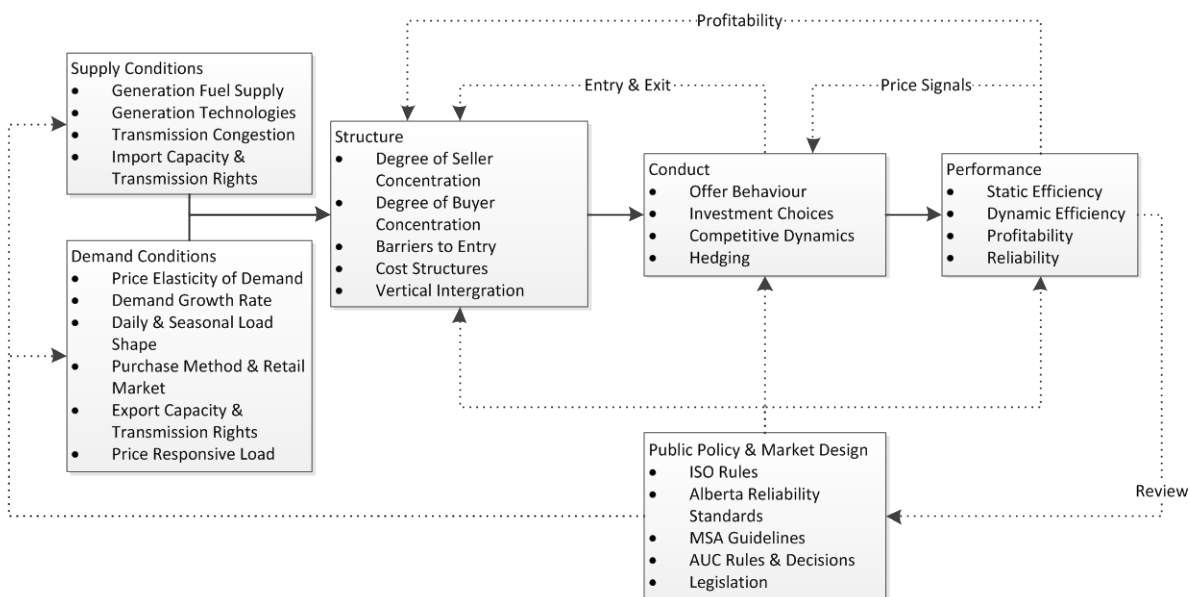 Profitability
Supply Conditions
● Generation Fuel Supply
● Generation Technologies
● Transmission Congestion
● Import Capacity &
Transmission Rights
Entry & Exit
Price Signals
Structure
● Degree of Seller
Concentration
● Degree of Buyer
Concentration
● Barriers to Entry
● Cost Structures
● Vertical Intergration
Conduct
● Offer Behaviour
● Investment Choices
● Competitive Dynamics
● Hedging
Performance
● Static Efficiency
● Dynamic Efficiency
● Profitability
● Reliability
Demand Conditions
● Price Elasticity of Demand
● Demand Growth Rate
● Daily & Seasonal Load
Shape
● Purchase Method & Retail
Market
● Export Capacity &
Transmission Rights
● Price Responsive Load
Public Policy & Market Design
● ISO Rules
● Alberta Reliability
Standards
● MSA Guidelines
● AUC Rules & Decisions
● Legislation
Review